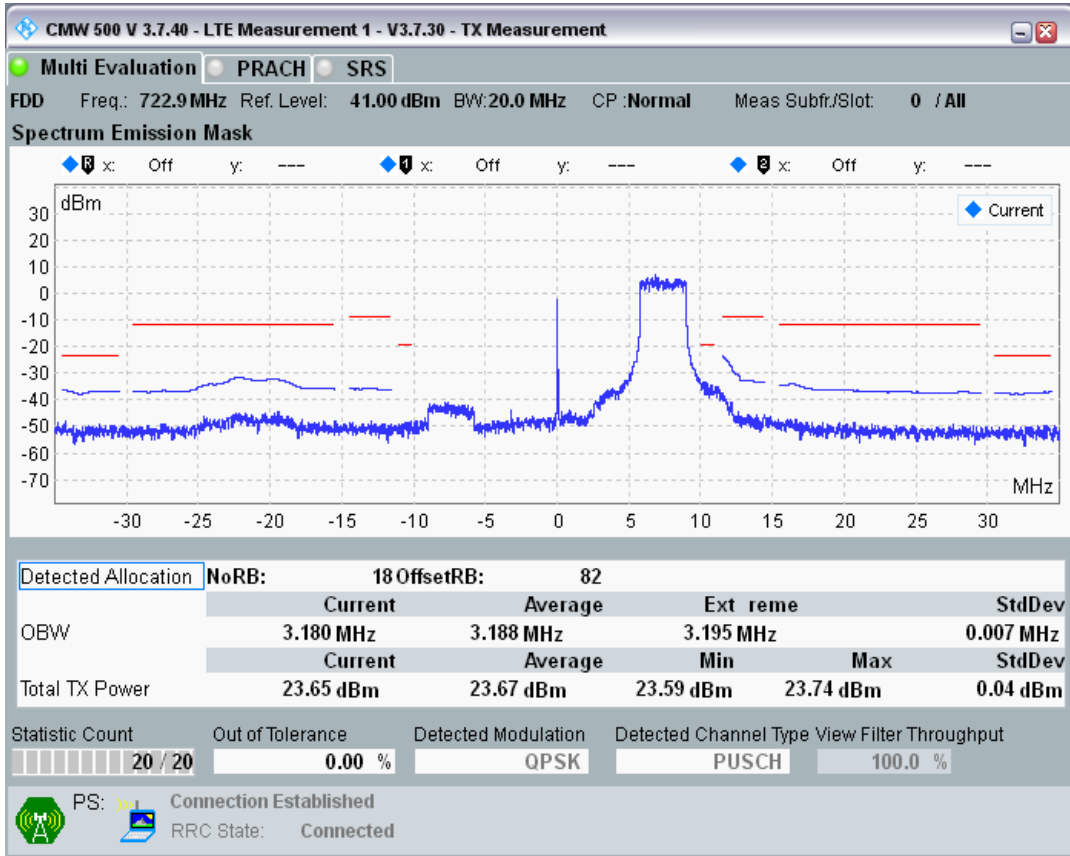 CMW 500 V 3.7.40 - LTE Measurement 1 - V3.7.30 - TX Measurement
Multi Evaluation PRACH SRS
FDD Freq.: 722.9 MHz Ref. Level: 41.00 dBm BW:20.0 MHz CP :Normal Meas Subfr./Slot: 0 / All
Spectrum Emission Mask
R x: Off y: --- 1 x: Off y: --- 2 x: Off y: ---
dBm
Current
30
20
10
0
-10
-20
-30
-40
-50
-60
-70
MHz
-30 -25 -20 -15 -10 -5 0 5 10 15 20 25 30
Detected Allocation NoRB: 18 OffsetRB: 82
Current Average Ext reme StdDev
OBW 3.180 MHz 3.188 MHz 3.195 MHz 0.007 MHz
Current Average Min Max StdDev
Total TX Power 23.65 dBm 23.67 dBm 23.59 dBm 23.74 dBm 0.04 dBm
Statistic Count Out of Tolerance Detected Modulation Detected Channel Type View Filter Throughput
20 / 20 0.00 % QPSK PUSCH 100.0 %
PS: Connection Established
RRC State: Connected